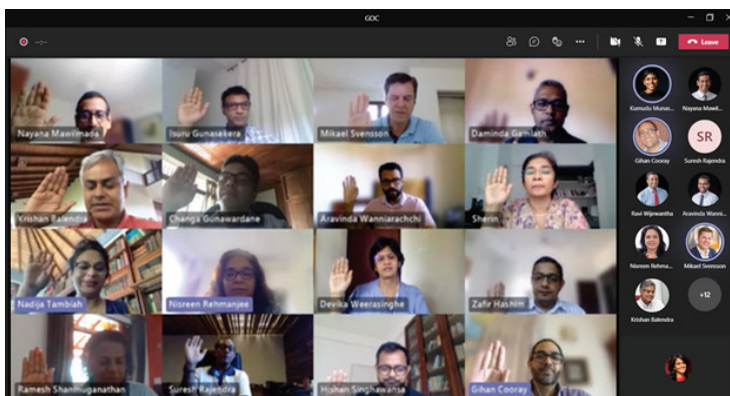 GOC
Leave
Nayana Mawilmada
Isuru Gunasekera
Mikael Svensson
Daminda Gamlath
Krishan Balendra
Changa Gunawardane
Aravinda Wanniarachchi
Sherin
Nadija Tambiah
Nisreen Rehmanjee
Devika Weerasinghe
Zafir Hashim
Ramesh Shanmuganathan
Suresh Rajendra
Hishan Singhawansa
Gihan Cooray
Kumudu Munas...
Nayana Mawil...
SR
Gihan Cooray
Suresh Rajendra
Ravi Wijewantha
Aravinda Wanni...
Nisreen Rehma...
Mikael Svensson
+12
Krishan Balendra